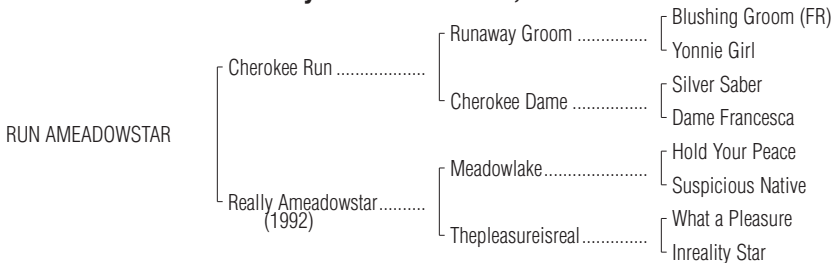 Blushing Groom (FR)
Runaway Groom ...............
Yonnie Girl
Cherokee Run ...................
Silver Saber
Cherokee Dame ................
Dame Francesca
RUN AMEADOWSTAR
Hold Your Peace
Meadowlake.....................
Suspicious Native
Really Ameadowstar..........
(1992)
What a Pleasure
Thepleasureisreal..............
Inreality Star